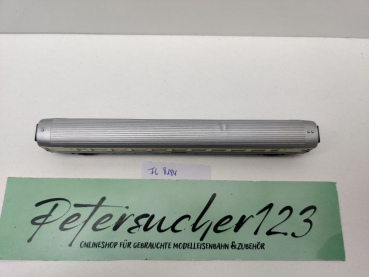 Petersucher123
ONLINESHOP FÜR GEBRAUCHTE MODELLEISENBAHN & ZUBEHÖR